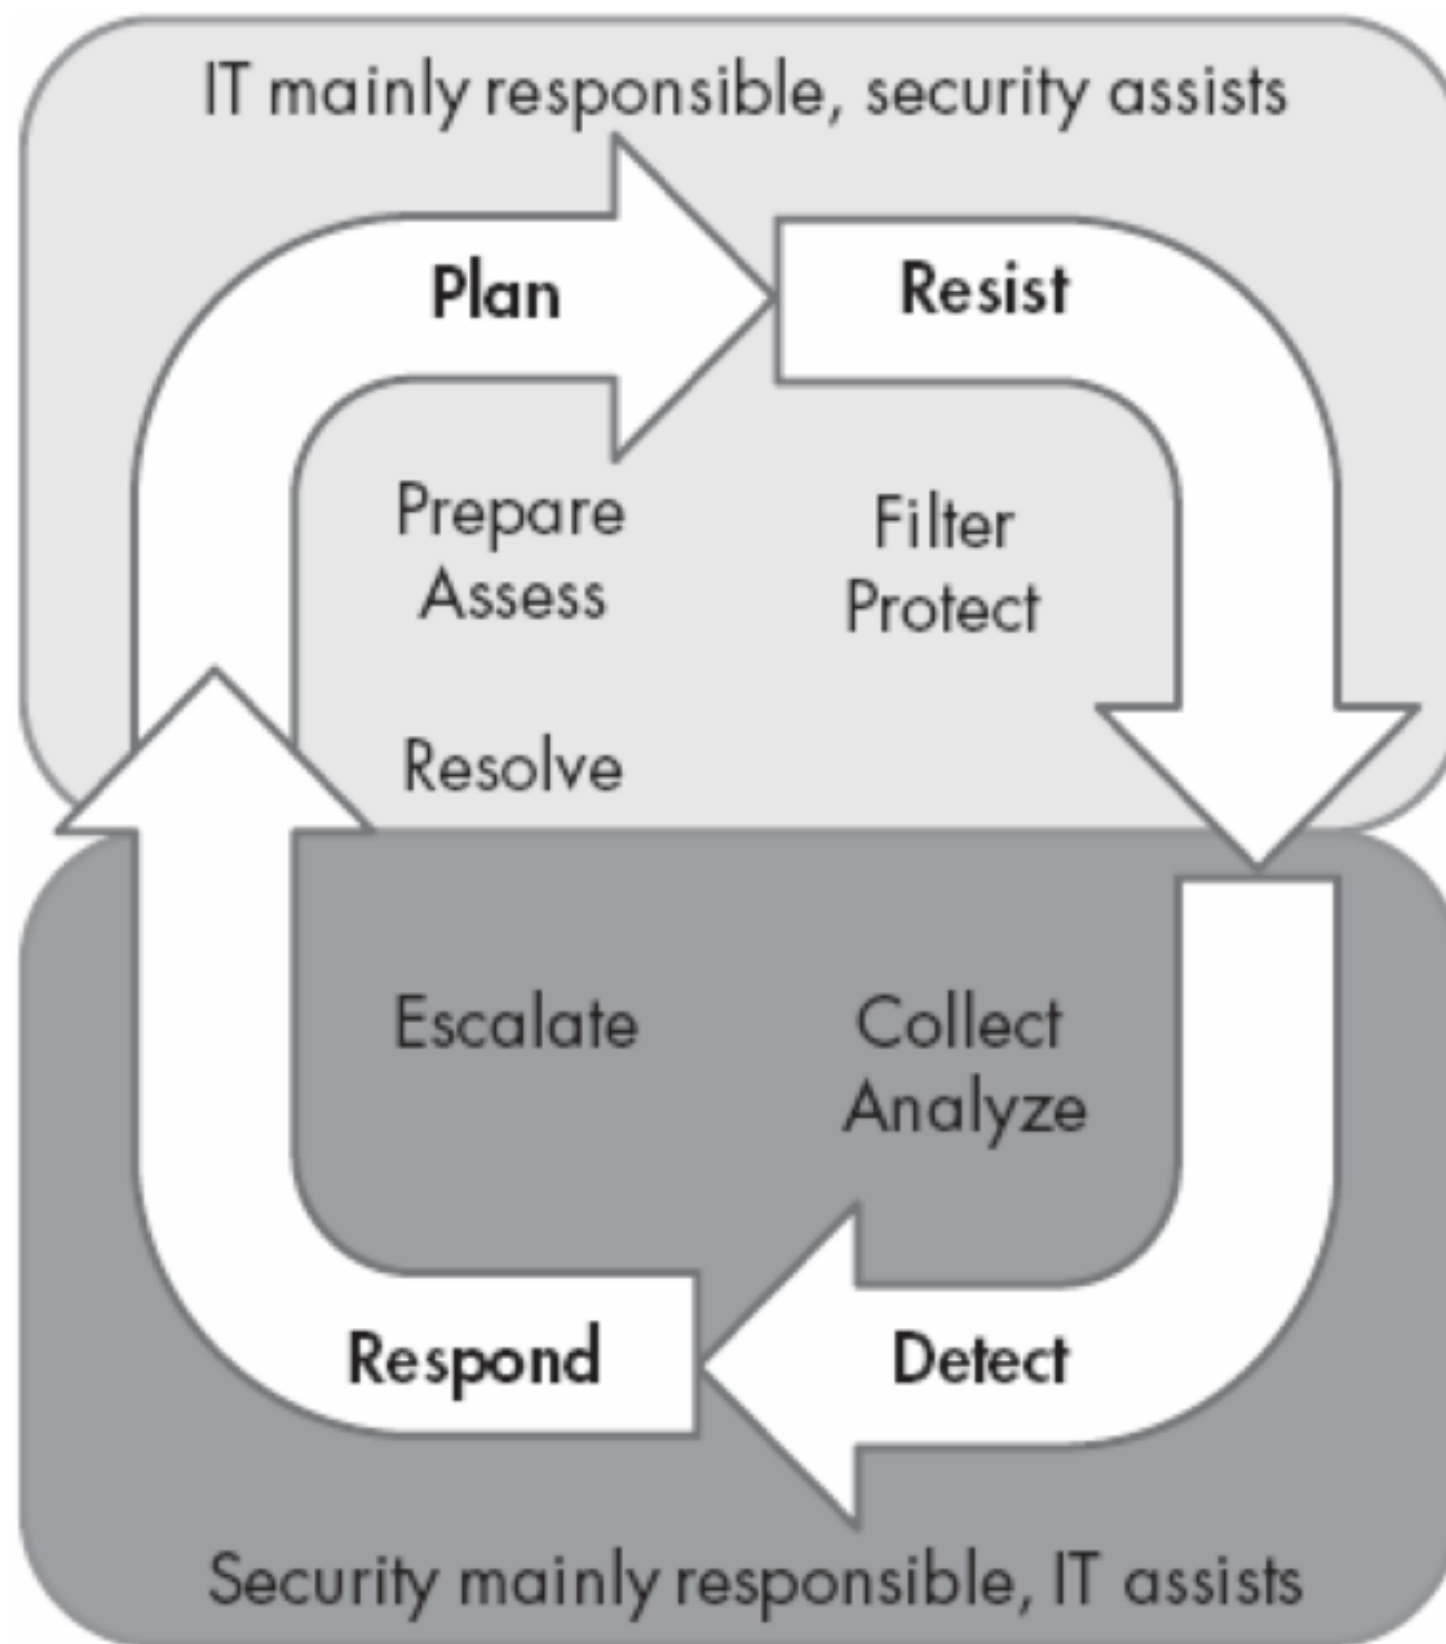 IT mainly responsible, security assists
Plan
Resist
Prepare
Assess
Filter
Protect
Resolve
Escalate
Collect
Analyze
Respond
Detect
Security mainly responsible, IT assists